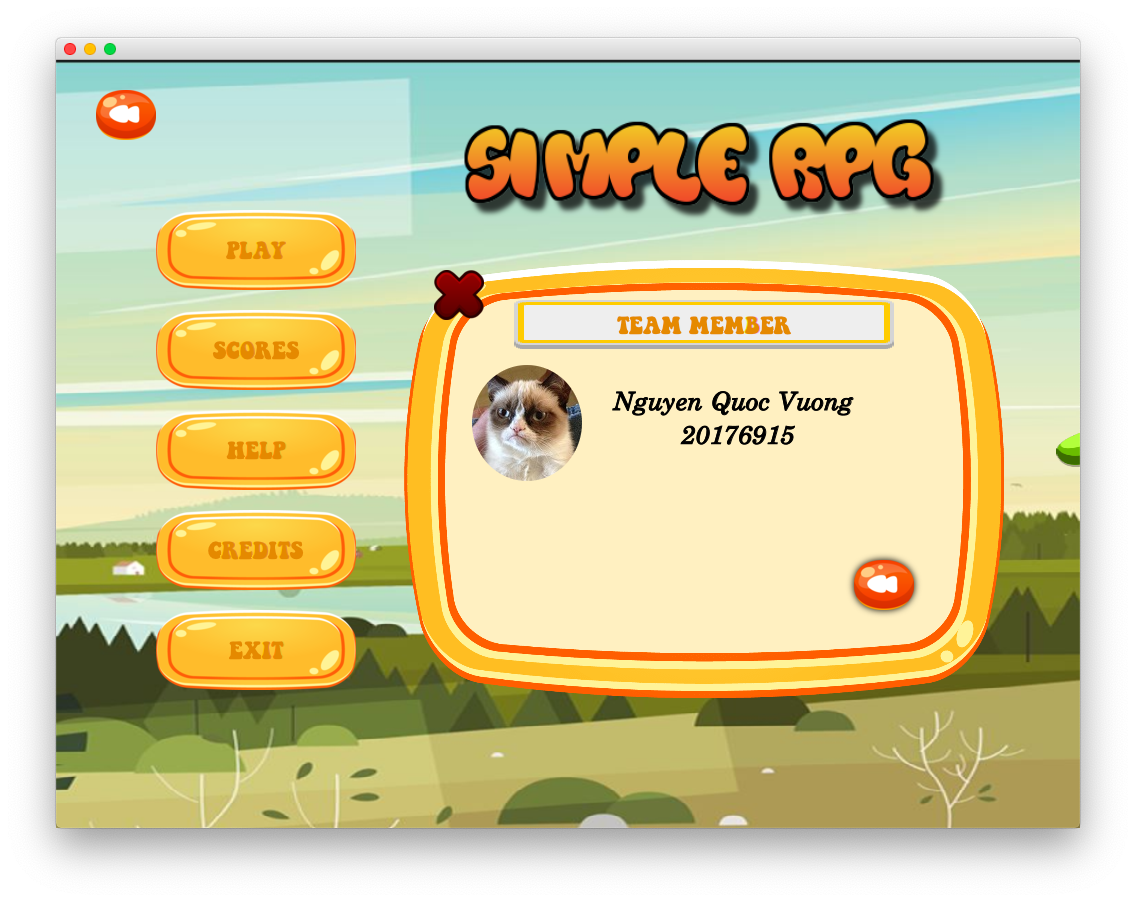 SIMPLE RPG
PLAY
SCORES
HELP
CREDITS
EXIT
TEAM MEMBER
Nguyen Quoc Vuong
20176915